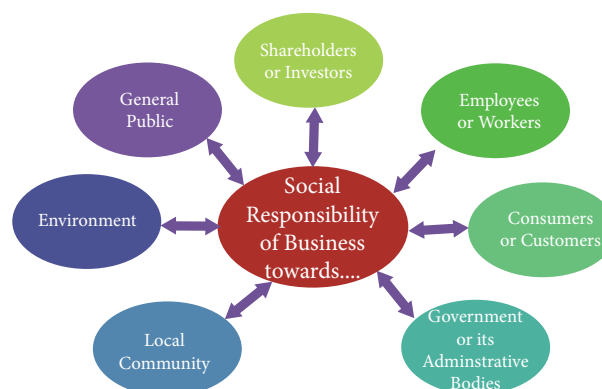 Shareholders
or Investors
General
Public
Employees
or Workers
Social
Responsibility
of Business
towards....
Environment
Consumers
or Customers
Local
Community
Government
or its
Adminstrative
Bodies